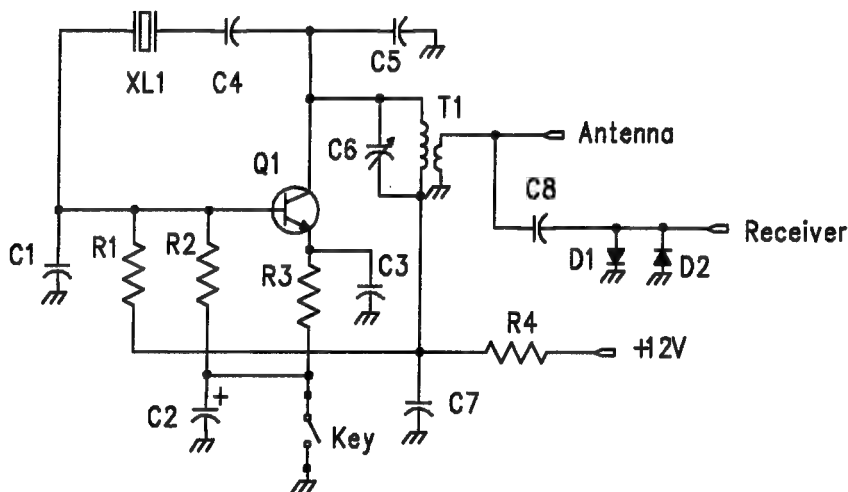 XL1
C4
C5
T1
C6
Antenna
Q1
C8
C1
R1
R2
R3
C3
Receiver
D1
D2
R4
+12V
C2
+
Key
C7